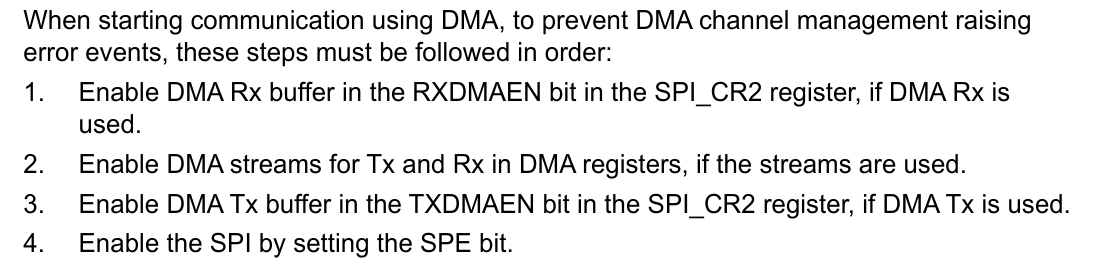 When starting communication using DMA, to prevent DMA channel management raising
error events, these steps must be followed in order:
1. Enable DMA Rx buffer in the RXDMAEN bit in the SPI_CR2 register, if DMA Rx is
used.
2. Enable DMA streams for Tx and Rx in DMA registers, if the streams are used.
3. Enable DMA Tx buffer in the TXDMAEN bit in the SPI_CR2 register, if DMA Tx is used.
4. Enable the SPI by setting the SPE bit.